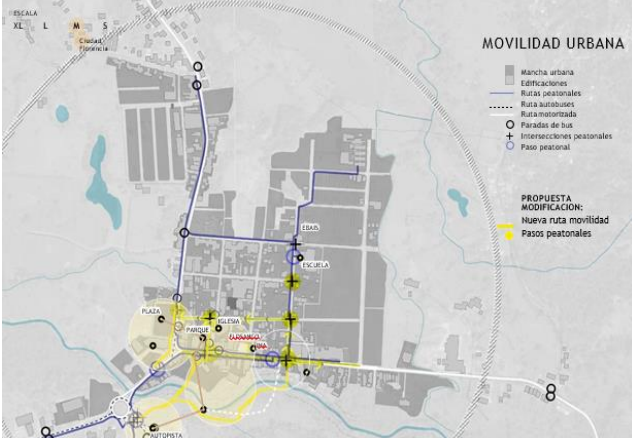 ESCALA
XL L M S
Ciudad
Florencia
MOVILIDAD URBANA
Mancha urbana
Edificaciones
Rutas peatonales
Ruta autobuses
Ruta motorizada
Paradas de bus
Intersecciones peatonales
Paso peatonal
PROPUESTA
MODIFICACION:
Nueva ruta movilidad
Pasos peatonales
EBAIS
ESCUELA
PLAZA
IGLESIA
PARQUE
AUTOPISTA